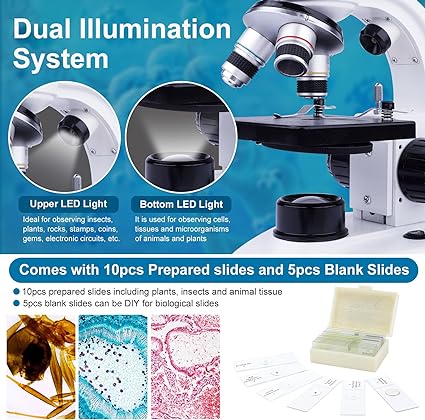 Dual Illumination
System
Upper LED Light
Ideal for observing insects,
plants, rocks, stamps, coins,
gems, electronic circuits, etc.
Bottom LED Light
It is used for observing cells,
tissues and microorganisms
of animals and plants
Comes with 10pcs Prepared slides and 5pcs Blank Slides
10pcs prepared slides including plants, insects and animal tissue
5pcs blank slides can be DIY for biological slides